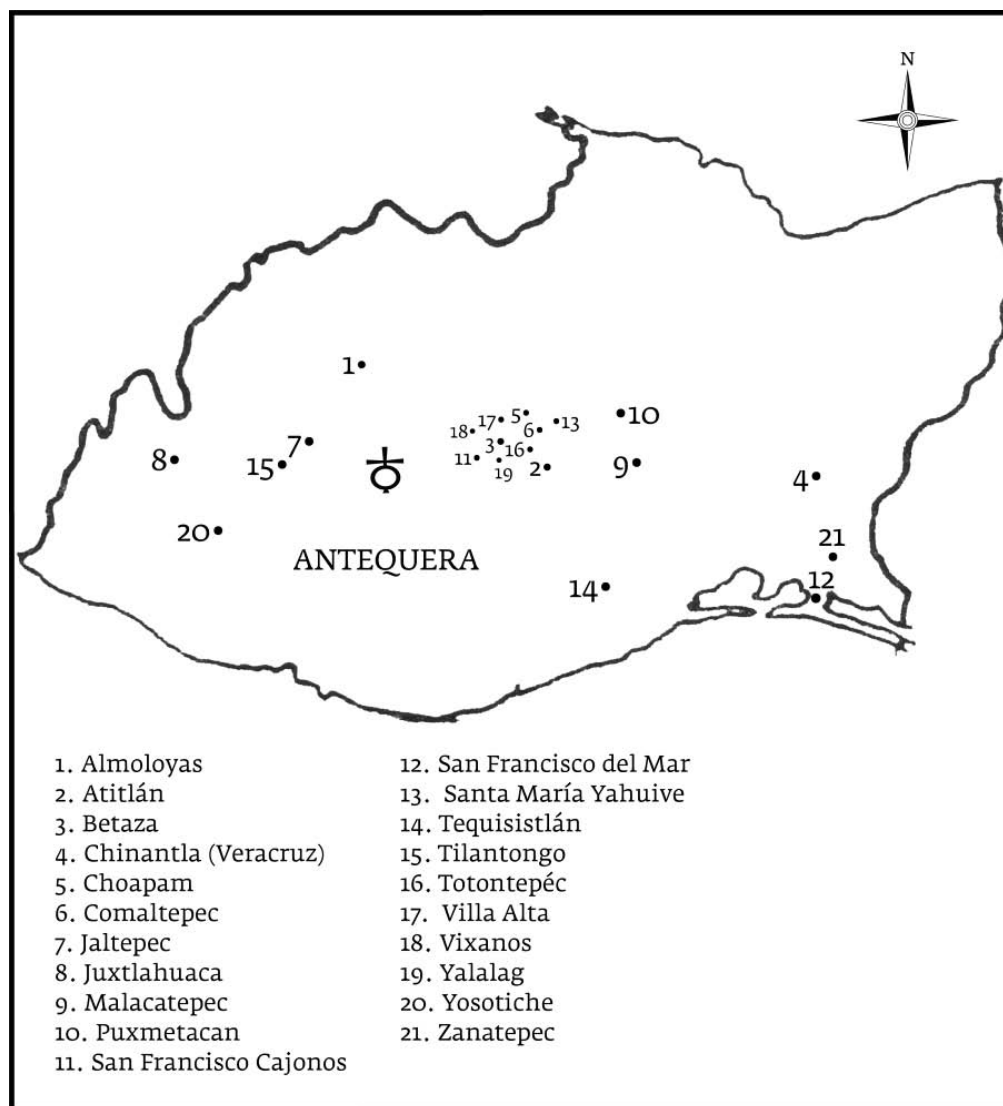 N
1
10
5
17
13
18
6
7
3
16
8
15
11
19
2
9
4
20
21
ANTEQUERA
14
12
1. Almoloyas
2. Atitlán
3. Betaza
4. Chinantla (Veracruz)
5. Choapam
6. Comaltepec
7. Jaltepec
8. Juxtlahuaca
9. Malacatepec
10. Puxmetacan
11. San Francisco Cajonos
12. San Francisco del Mar
13. Santa María Yahuive
14. Tequisistlán
15. Tilantongo
16. Totontepéc
17. Villa Alta
18. Vixanos
19. Yalalag
20. Yosotiche
21. Zanatepec